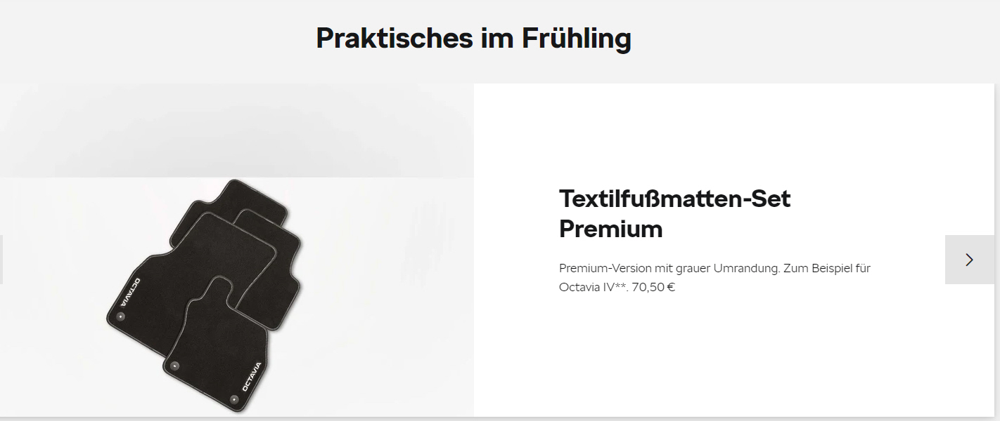 Praktisches im Frühling
OCTAVIA
OCTAVIA
Textilfußmatten-Set
Premium
Premium-Version mit grauer Umrandung. Zum Beispiel für
Octavia IV**. 70,50 €